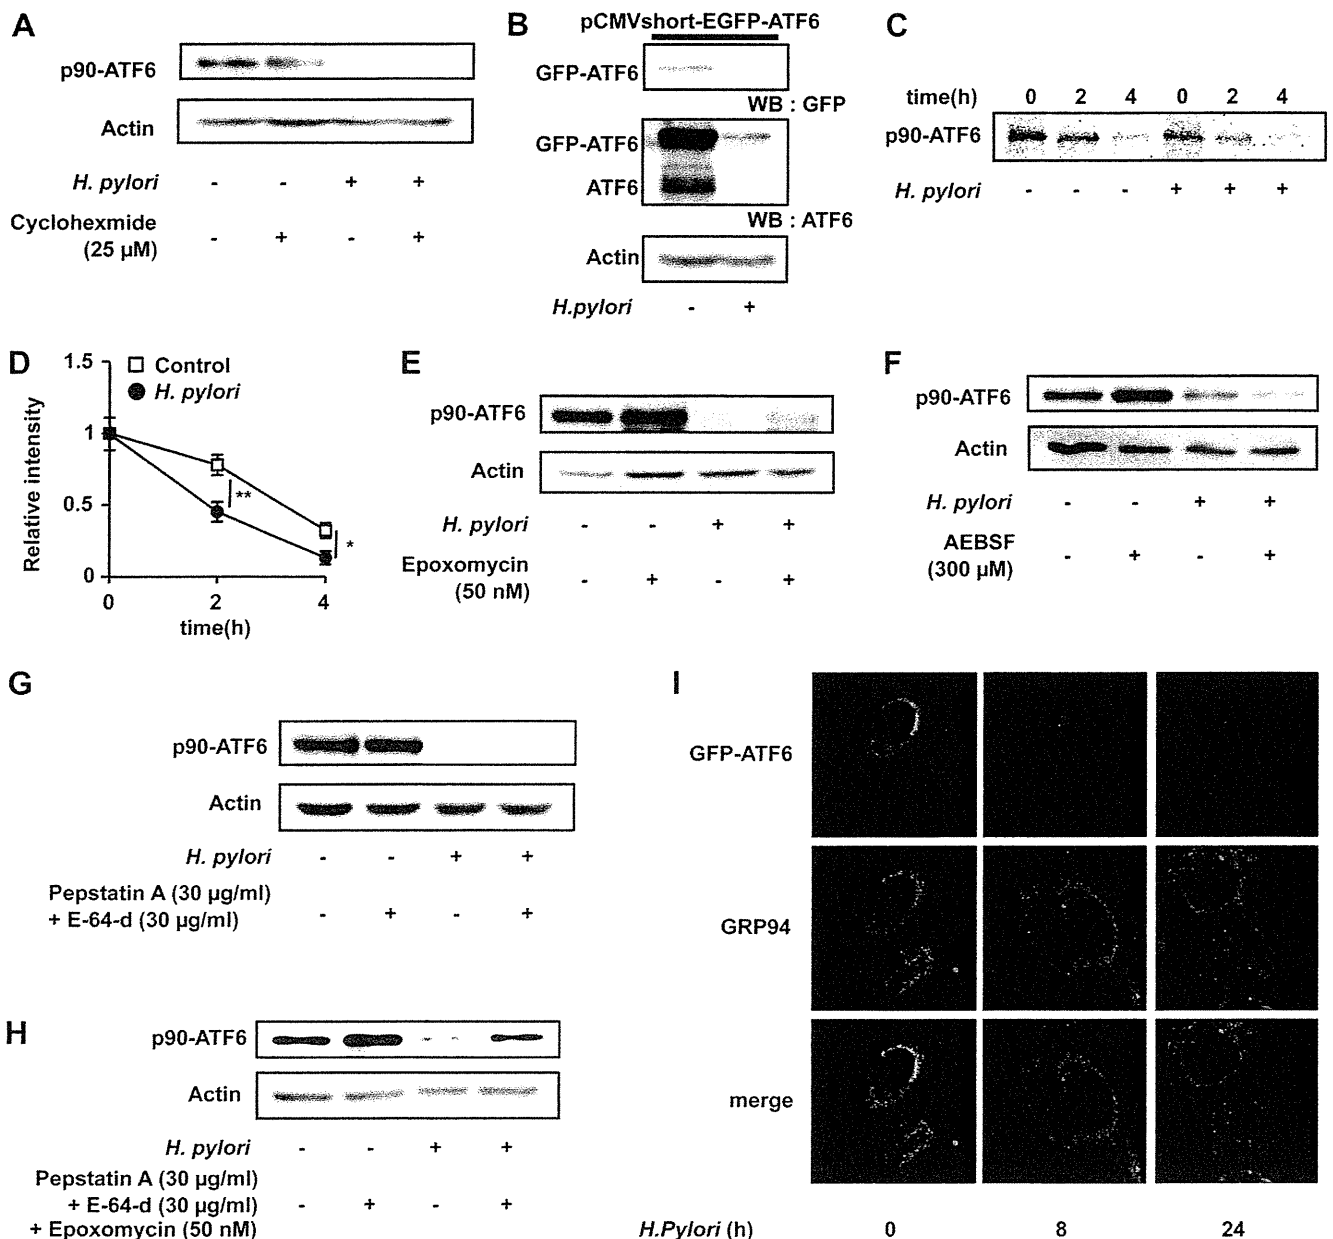 A
p90-ATF6
Actin
H. pylori - - + +
Cyclohexmide
(25 µM) - + - +
B
pCMVshort-EGFP-ATF6
GFP-ATF6
WB : GFP
GFP-ATF6
ATF6
WB : ATF6
Actin
H.pylori - +
C
time(h) 0 2 4 0 2 4
p90-ATF6
H. pylori - - - + + +
D
Relative intensity
1.5
1
0.5
0
Control
H. pylori
**
*
0 2 4
time(h)
E
p90-ATF6
Actin
H. pylori - - + +
Epoxomycin
(50 nM) - + - +
F
p90-ATF6
Actin
H. pylori - - + +
AEBSF
(300 µM) - + - +
G
p90-ATF6
Actin
H. pylori - - + +
Pepstatin A (30 µg/ml)
+ E-64-d (30 µg/ml) - + - +
H
p90-ATF6
Actin
H. pylori - - + +
Pepstatin A (30 µg/ml)
+ E-64-d (30 µg/ml) - + - +
+ Epoxomycin (50 nM)
I
GFP-ATF6
GRP94
merge
H.Pylori (h) 0 8 24